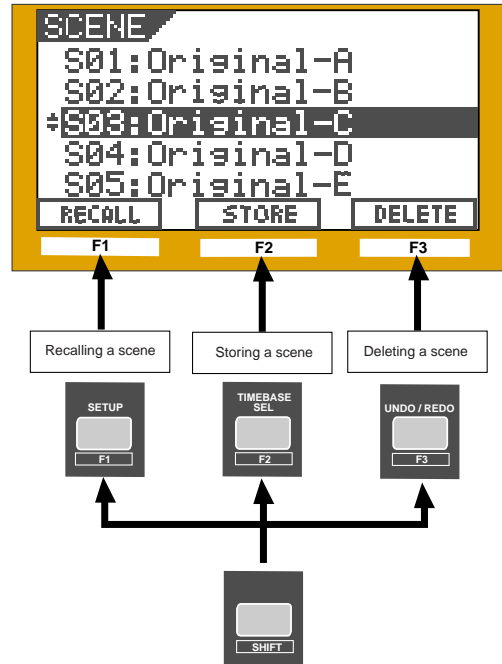 SCENE
S01:Original-A
S02:Original-B
S03:Original-C
S04:Original-D
S05:Original-E
RECALL STORE DELETE
F1 F2 F3
Recalling a scene Storing a scene Deleting a scene
SETUP
F1
TIMEBASE
SEL
F2
UNDO / REDO
F3
SHIFT